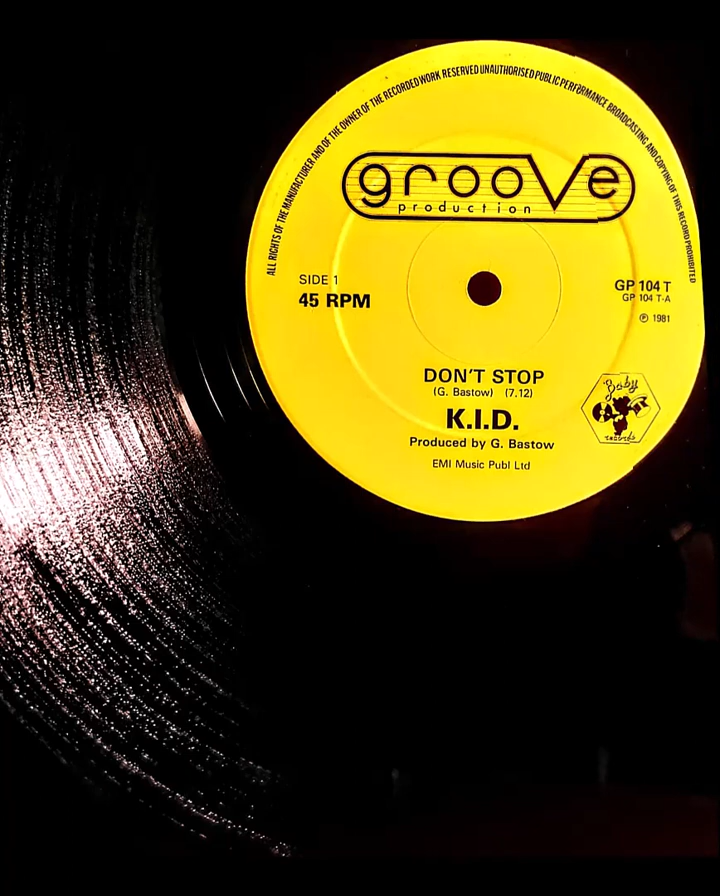 ALL RIGHTS OF THE MANUFACTURER AND OF THE OWNER OF THE RECORDED WORK RESERVED UNAUTHORISED PUBLIC PERFORMANCE BROADCASTING AND COPYING OF THIS RECORD PROHIBITED
groove
production
SIDE 1
45 RPM
GP 104 T
GP 104 T-A
℗ 1981
DON'T STOP
(G. Bastow) (7.12)
K.I.D.
Produced by G. Bastow
EMI Music Publ Ltd
Baby
records